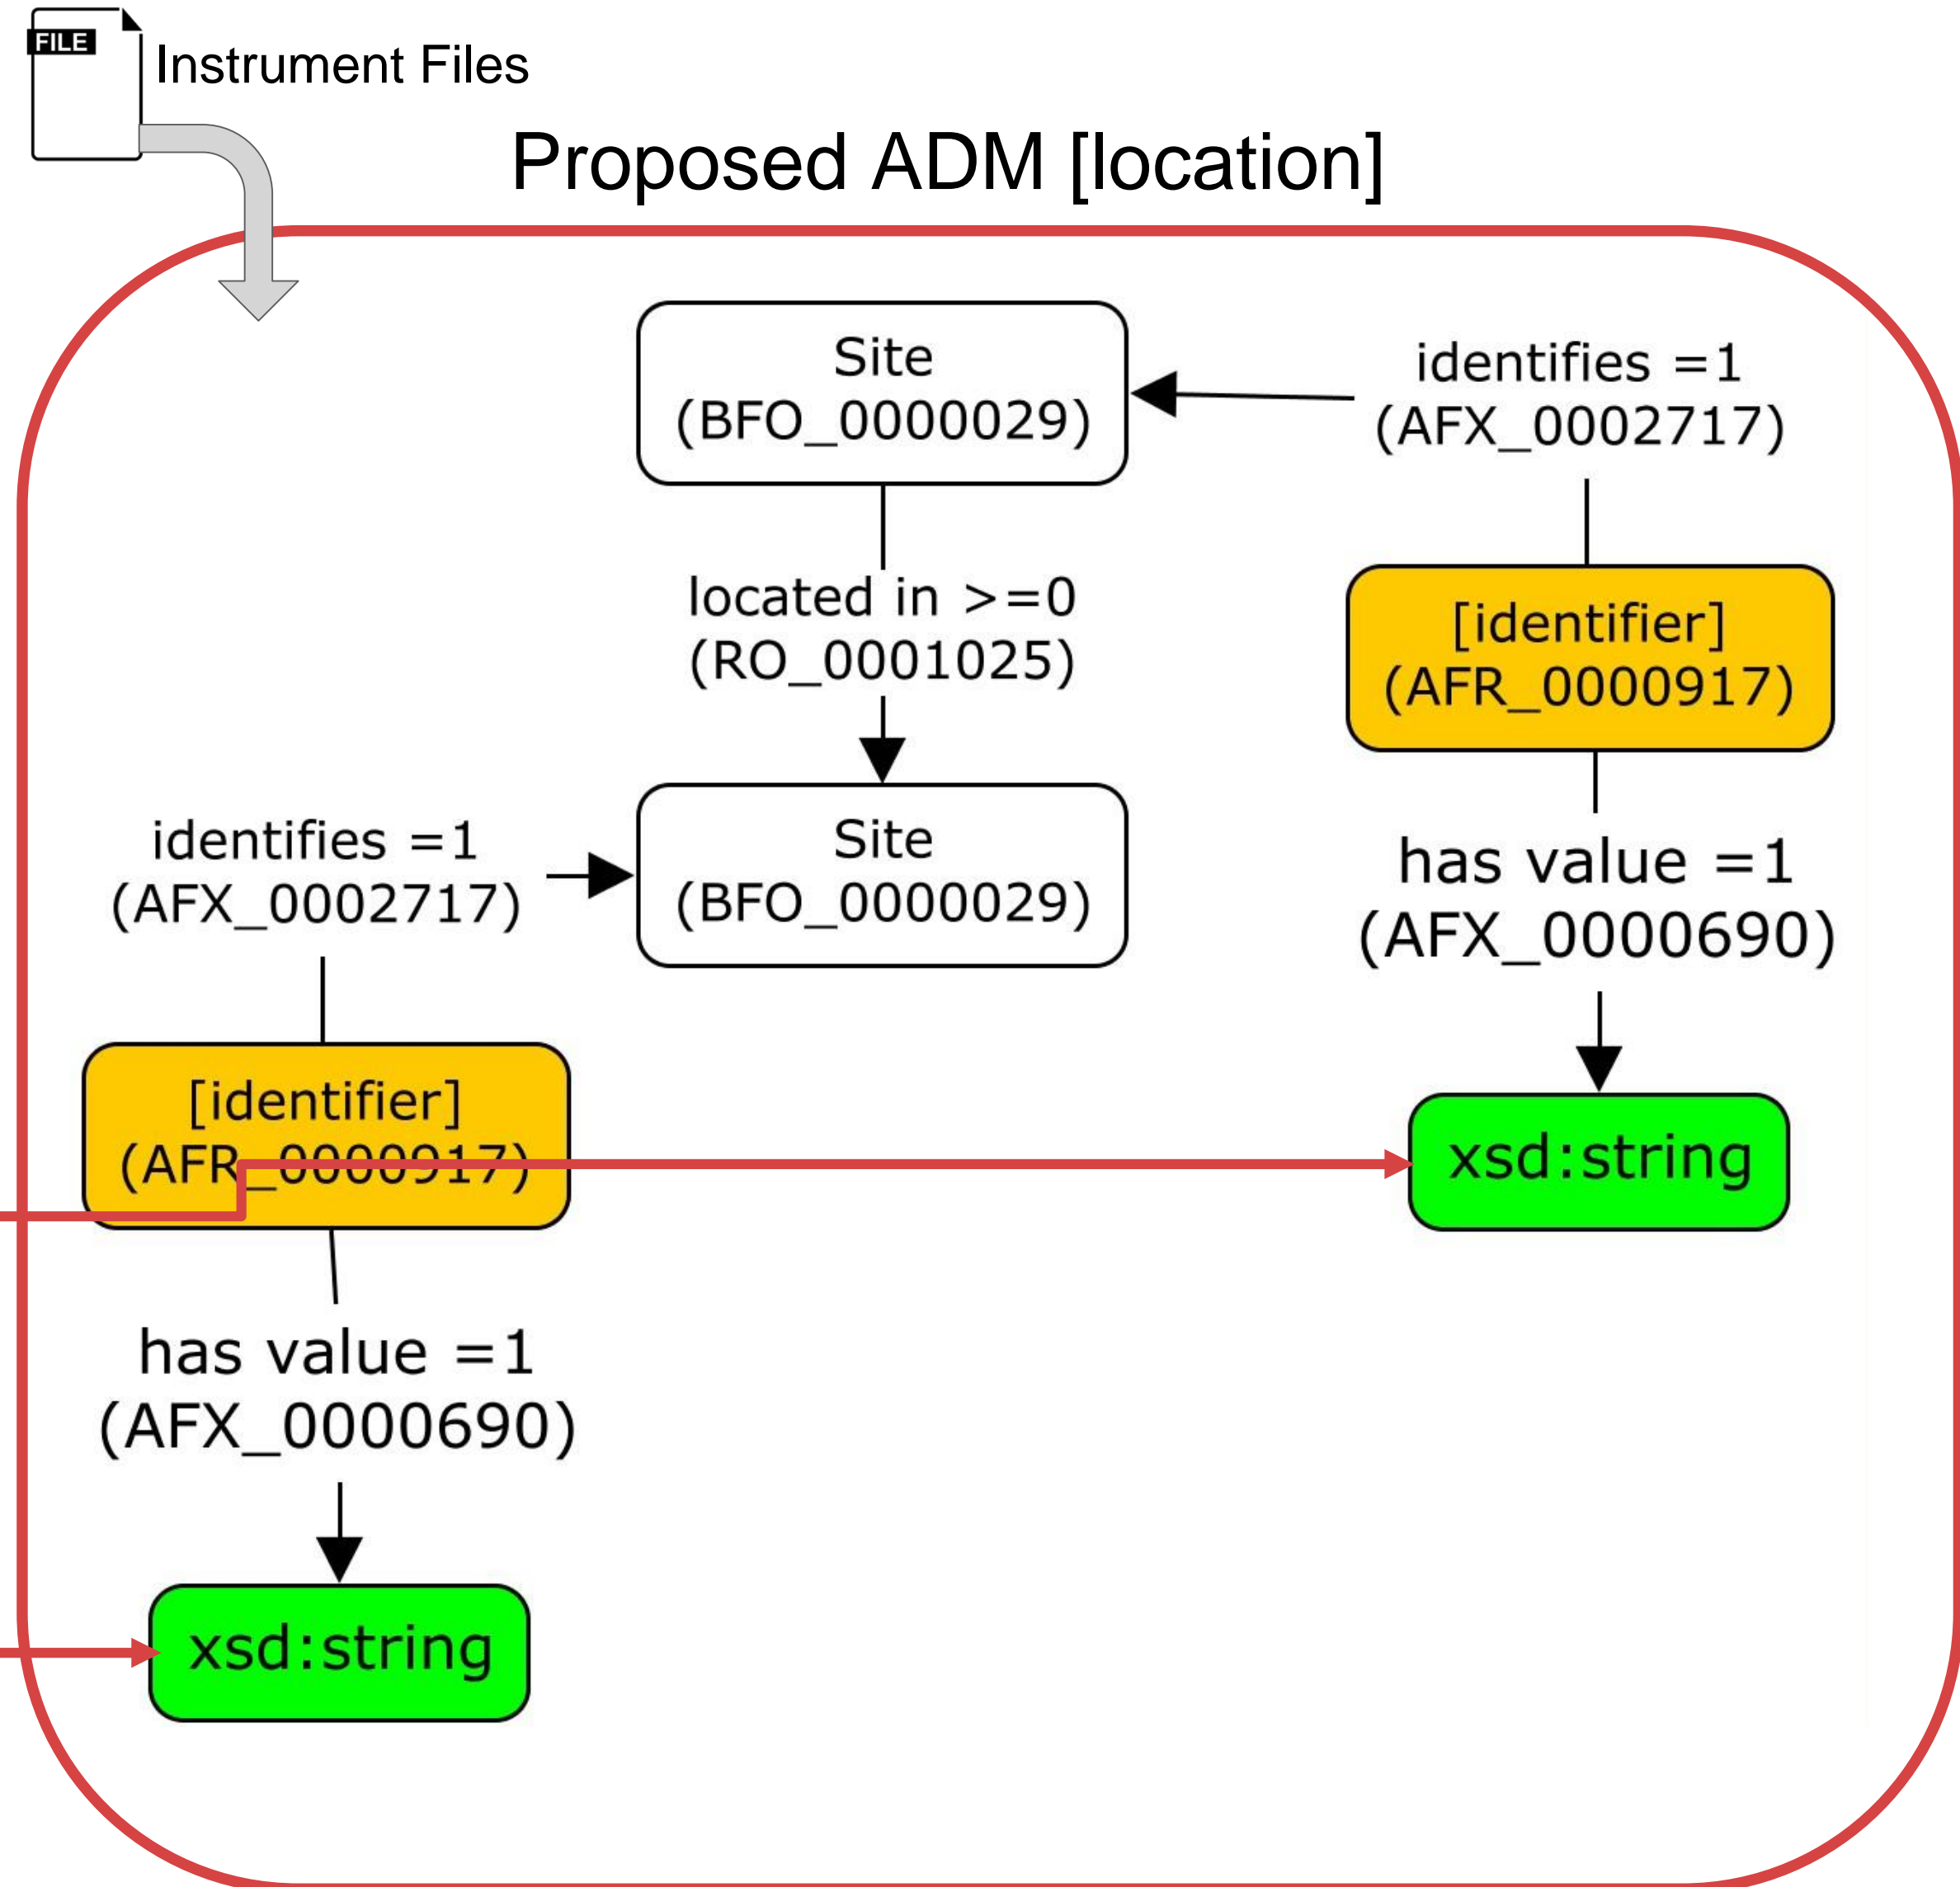 FILE
Instrument Files
Proposed ADM [location]
Site
(BFO_0000029)
identifies =1
(AFX_0002717)
located in >=0
(RO_0001025)
[identifier]
(AFR_0000917)
identifies =1
(AFX_0002717)
Site
(BFO_0000029)
has value =1
(AFX_0000690)
[identifier]
(AFR_0000917)
xsd:string
has value =1
(AFX_0000690)
xsd:string